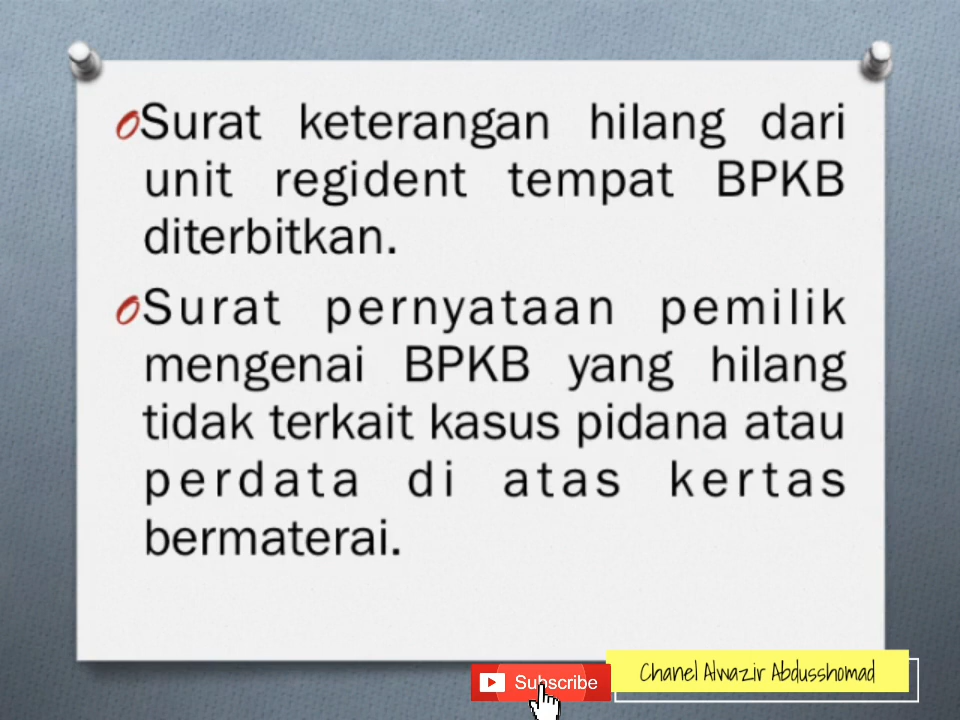 Surat keterangan hilang dari
unit regident tempat BPKB
diterbitkan.
Surat pernyataan pemilik
mengenai BPKB yang hilang
tidak terkait kasus pidana atau
perdata di atas kertas
bermaterai.
Subscribe
Chanel Alwazir Abdusshomad